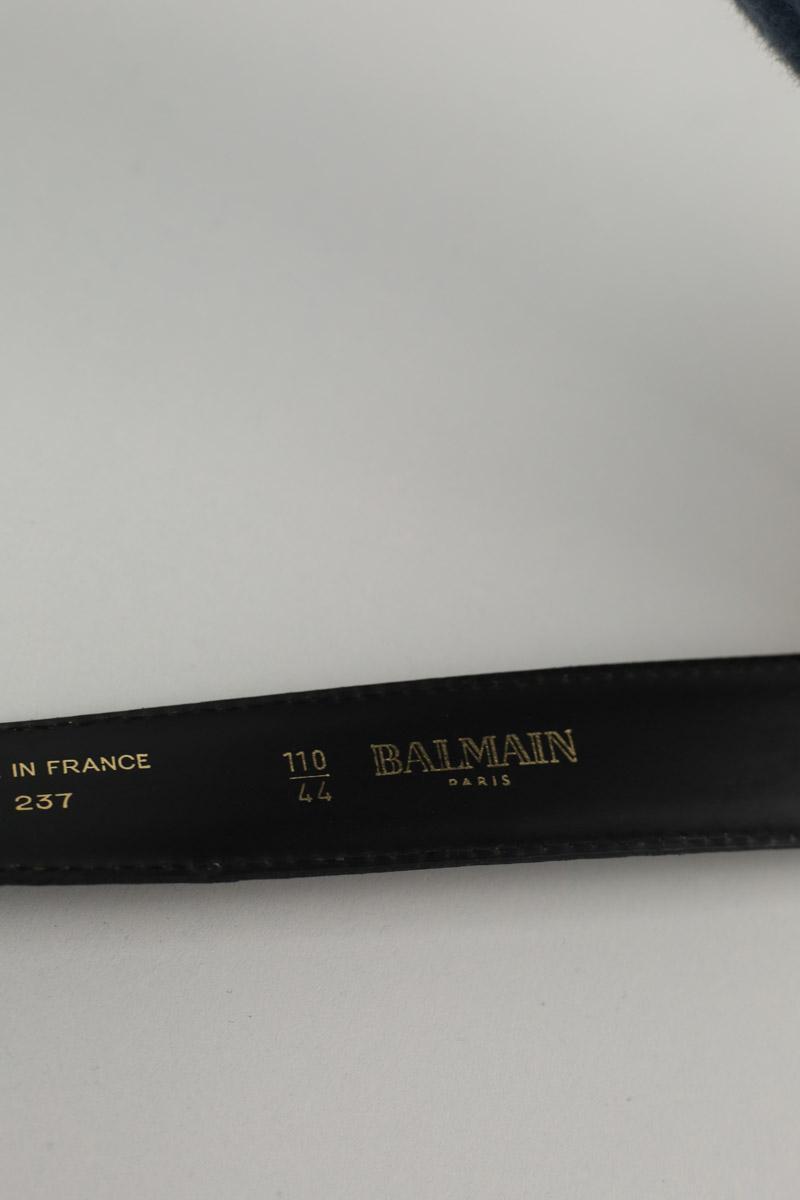 IN FRANCE
237
110
44
BALMAIN
PARIS